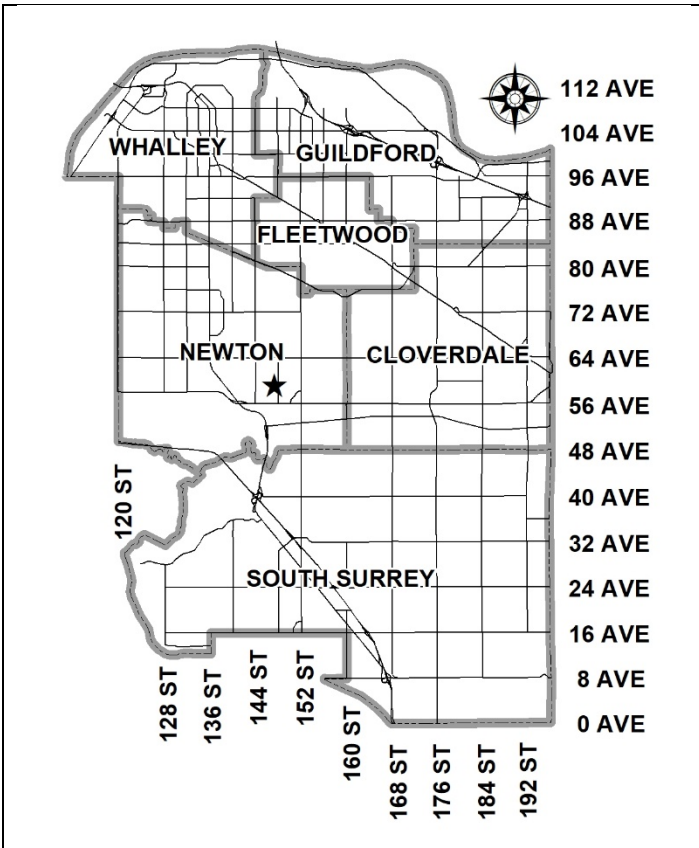 112 AVE
104 AVE
WHALLEY
GUILDFORD
96 AVE
88 AVE
FLEETWOOD
80 AVE
72 AVE
NEWTON
CLOVERDALE
64 AVE
56 AVE
48 AVE
120 ST
40 AVE
32 AVE
SOUTH SURREY
24 AVE
16 AVE
128 ST
136 ST
144 ST
152 ST
160 ST
8 AVE
0 AVE
168 ST
176 ST
184 ST
192 ST